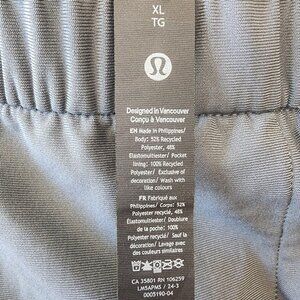 XL
TG
Designed in Vancouver
Conçu à Vancouver
EN Made in Philippines/
Body: 52% Recycled
Polyester, 48%
Elastomultiester/ Pocket
lining: 100% Recycled
Polyester/ Exclusive of
decoration/ Wash with
like colours
FR Fabriqué aux
Philippines/ Corps: 52%
Polyester recyclé, 48%
Élastomultiester/ Doublure
de la poche: 100%
Polyester recyclé/ Sauf la
décoration/ Lavage avec
des couleurs similaires
CA 35801 RN 106259
LM5APMS / 24-3
0005190-04